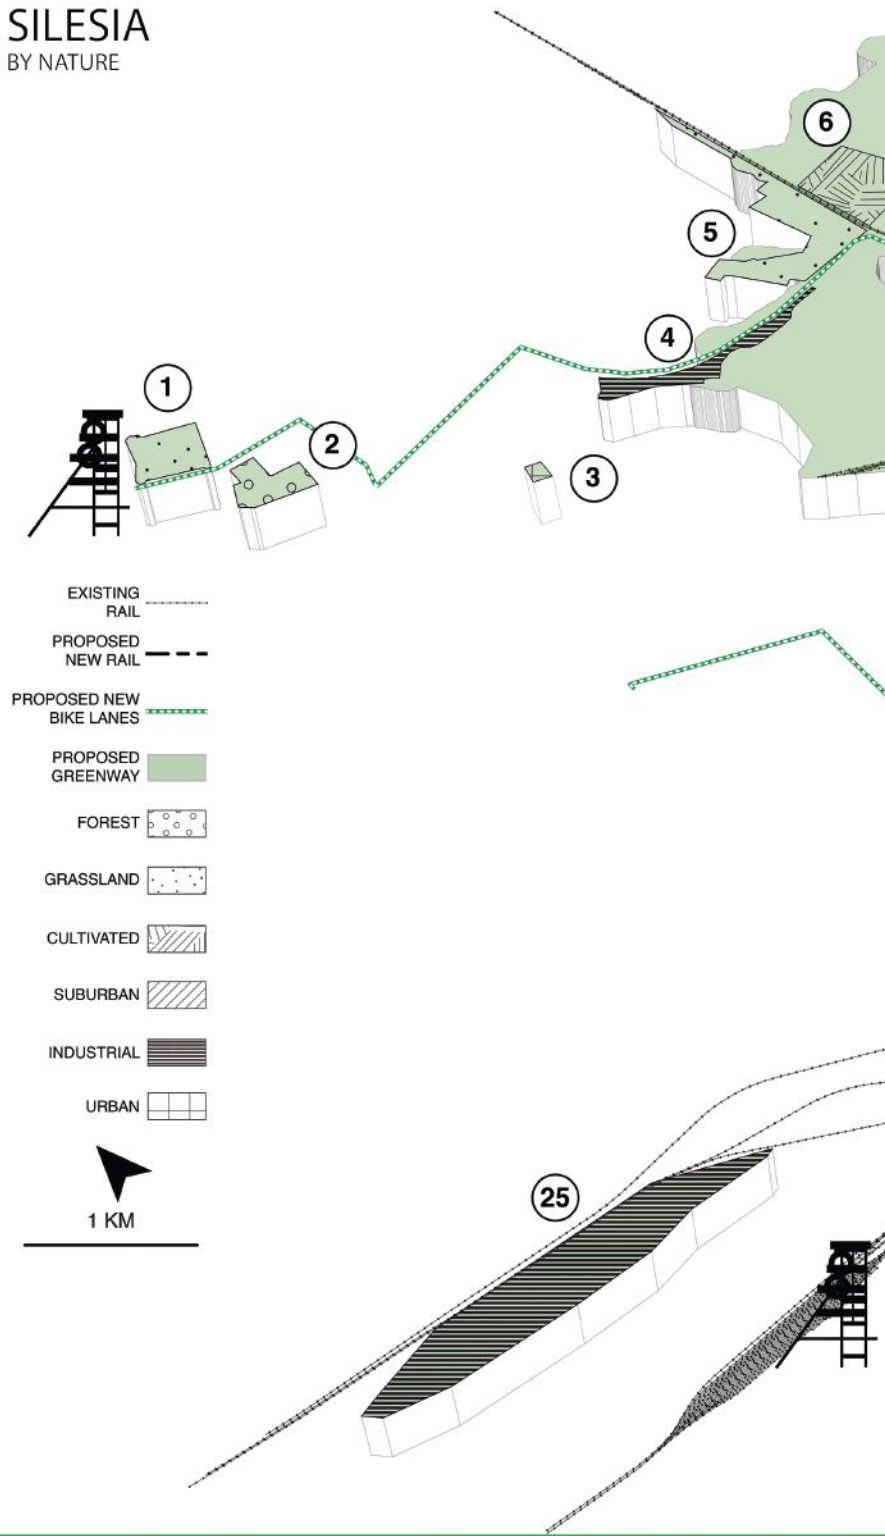 SILESIA
BY NATURE
6
5
4
1
2
3
EXISTING
RAIL
PROPOSED
NEW RAIL
PROPOSED NEW
BIKE LANES
PROPOSED
GREENWAY
FOREST
GRASSLAND
CULTIVATED
SUBURBAN
INDUSTRIAL
URBAN
25
1 KM